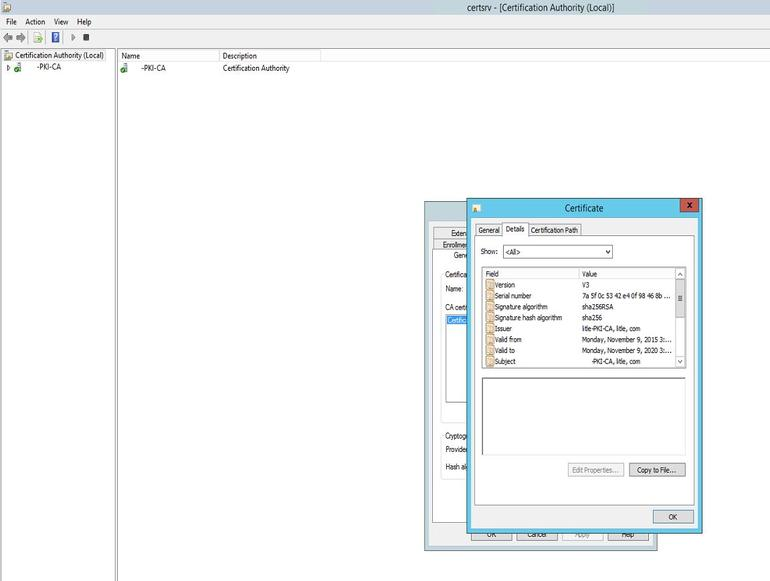 certsrv - [Certification Authority (Local)]
File Action View Help
Certification Authority (Local)
-PKI-CA
Name Description
-PKI-CA Certification Authority
Certificate
X
General Details Certification Path
Show: <All>
Field Value
Version V3
Serial number 7a 5f 0c 53 42 e4 0f 98 46 8b ...
Signature algorithm sha256RSA
Signature hash algorithm sha256
Issuer litle-PKI-CA, litle, com
Valid from Monday, November 9, 2015 3:...
Valid to Monday, November 9, 2020 3:...
Subject -PKI-CA, litle, com
Edit Properties... Copy to File...
OK
Exten
Enrollme
Gene
Certifica
Name:
CA certi
Certific
Cryptog
Provide
Hash al
OK Cancel Apply Help